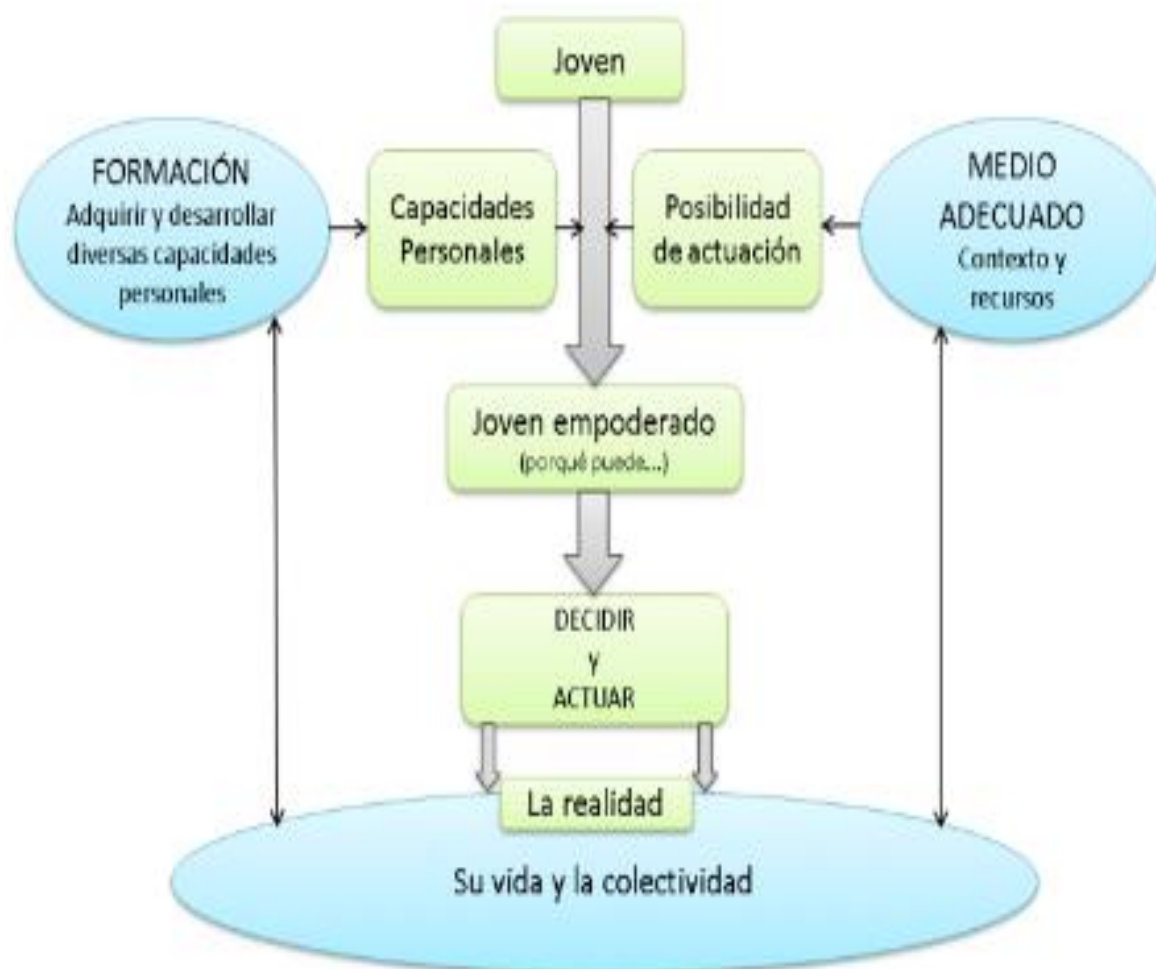 Joven
FORMACIÓN
Adquirir y desarrollar
diversas capacidades
personales
Capacidades
Personales
Posibilidad
de actuación
MEDIO
ADECUADO
Contexto y
recursos
Joven empoderado
(porqué puede...)
DECIDIR
y
ACTUAR
La realidad
Su vida y la colectividad